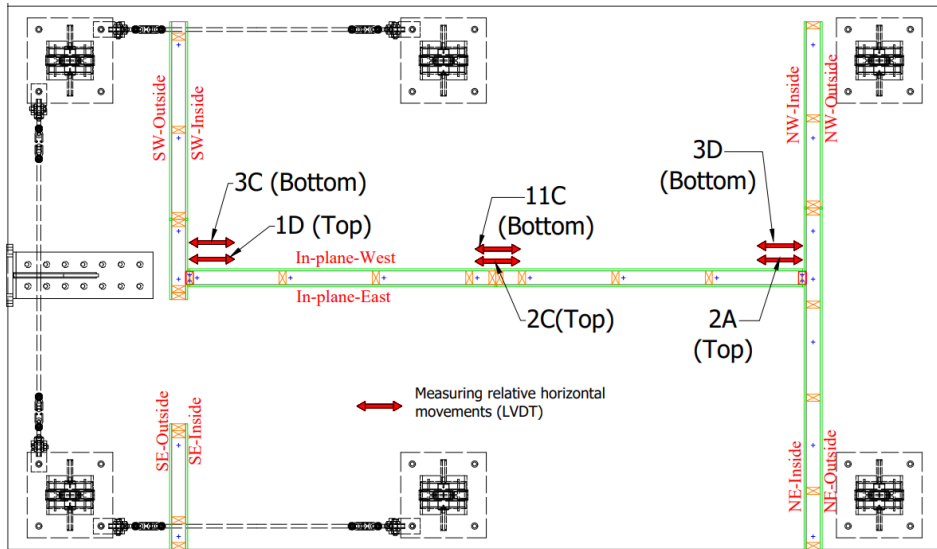 SW-Outside
SW-Inside
NW-Inside
NW-Outside
3C (Bottom)
1D (Top)
11C
(Bottom)
3D
(Bottom)
In-plane-West
In-plane-East
2C(Top)
2A
(Top)
Measuring relative horizontal
movements (LVDT)
SE-Outside
SE-Inside
NE-Inside
NE-Outside